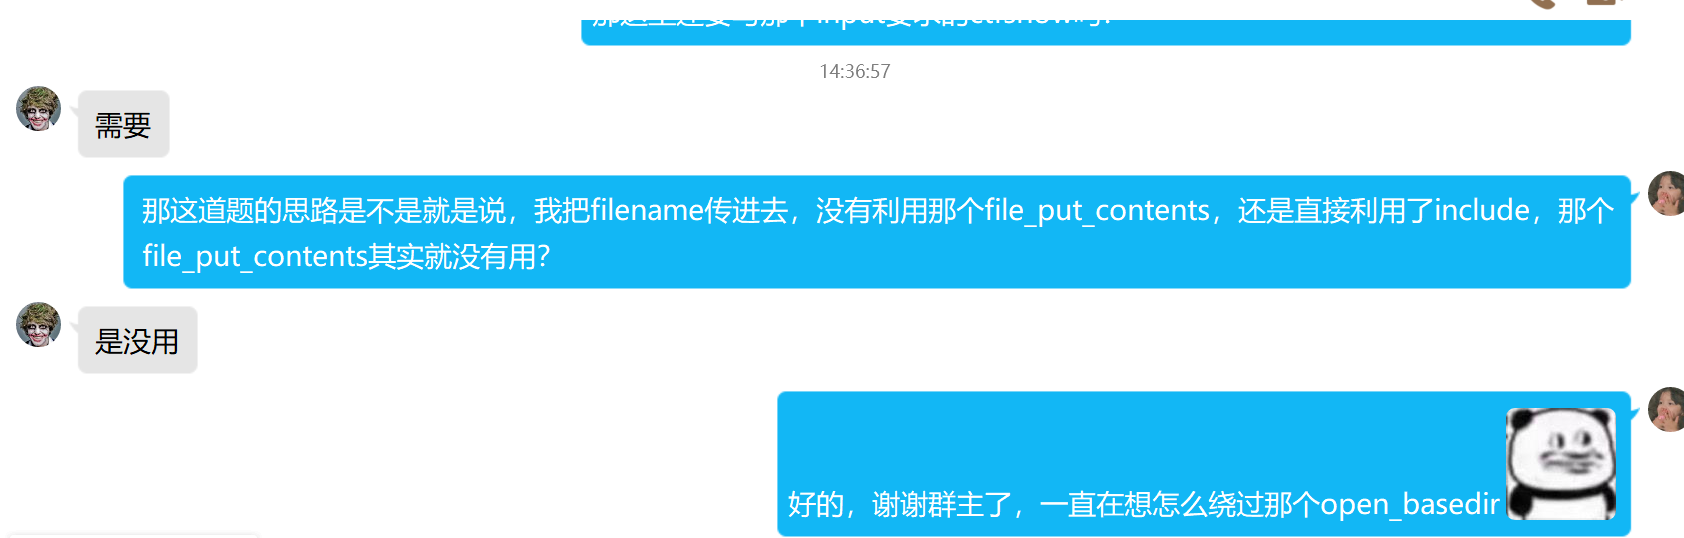 14:36:57
需要
那这道题的思路是不是就是说，我把filename传进去，没有利用那个file_put_contents，还是直接利用了include，那个
file_put_contents其实就没有用？
是没用
好的，谢谢群主了，一直在想怎么绕过那个open_basedir